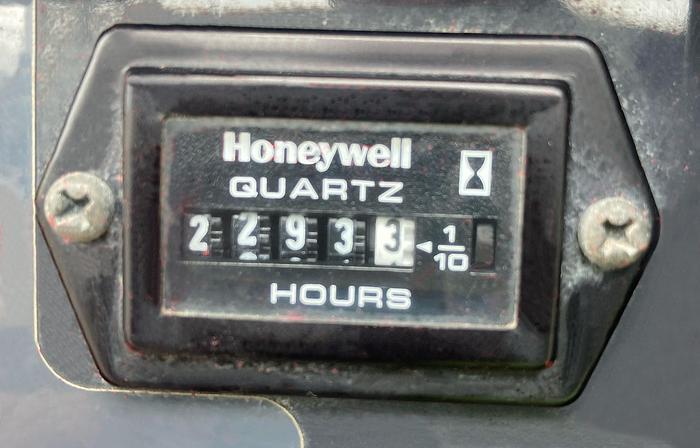 Honeywell
QUARTZ
22933 ◄ 1/10
HOURS